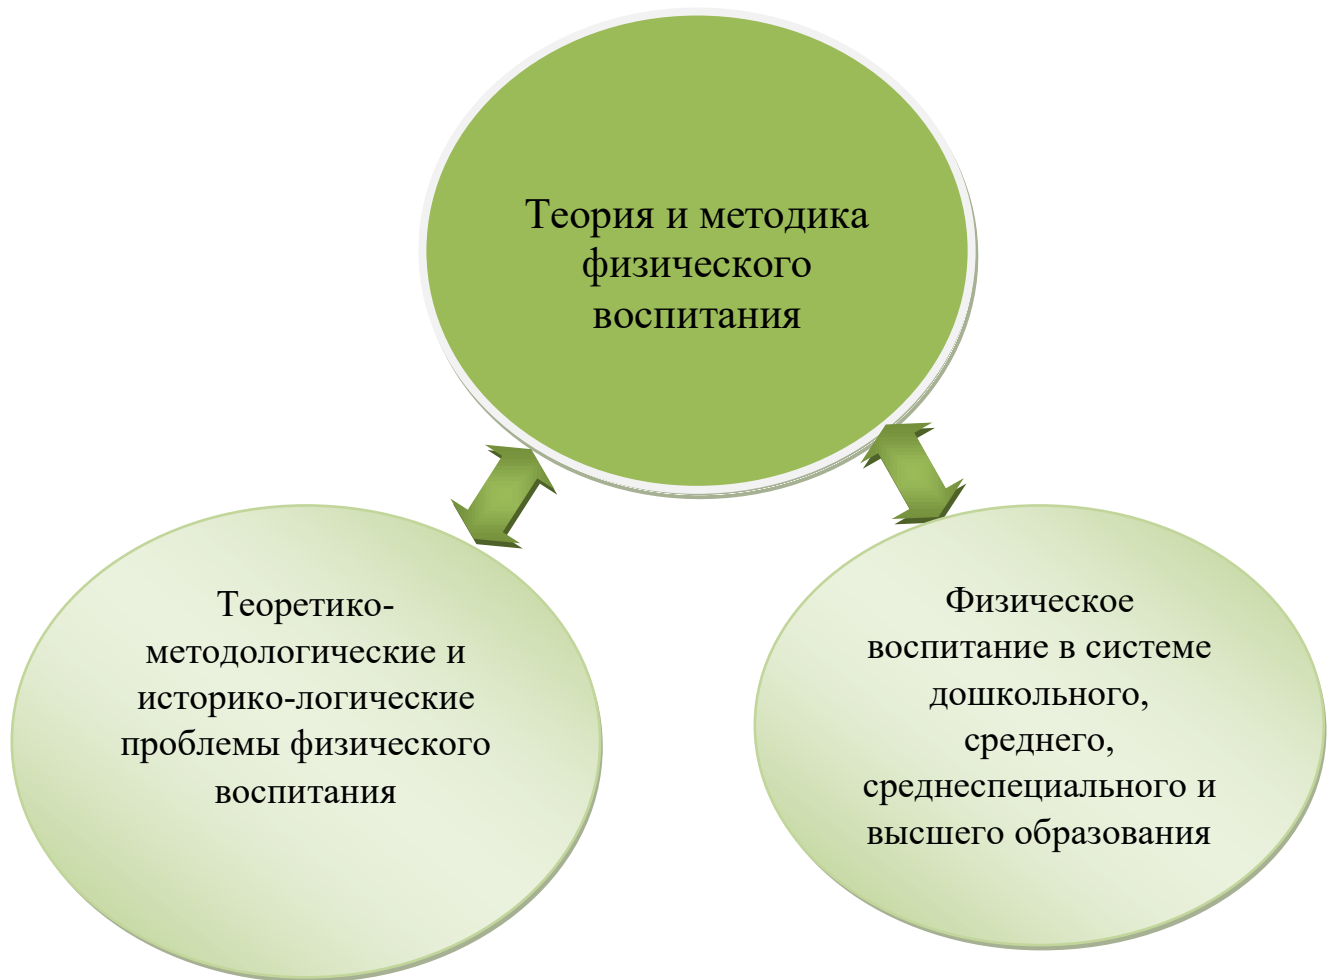 Теория и методика
физического
воспитания
Теоретико-
методологические и
историко-логические
проблемы физического
воспитания
Физическое
воспитание в системе
дошкольного,
среднего,
среднеспециального и
высшего образования